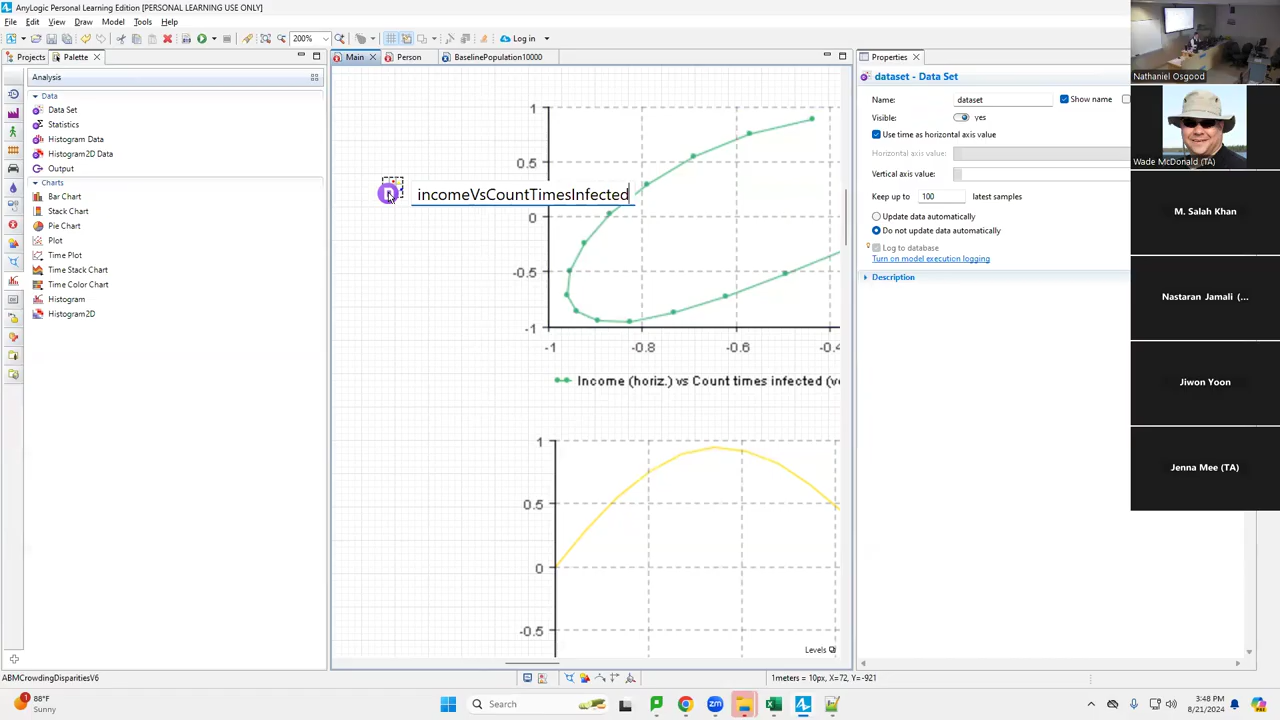 AnyLogic Personal Learning Edition [PERSONAL LEARNING USE ONLY]
File Edit View Draw Model Tools Help
200%
Log in
Projects
Palette
Main
Person
BaselinePopulation10000
Properties
Analysis
Data
Data Set
Statistics
Histogram Data
Histogram2D Data
Output
Charts
Bar Chart
Stack Chart
Pie Chart
Plot
Time Plot
Time Stack Chart
Time Color Chart
Histogram
Histogram2D
incomeVsCountTimesInfected
1
0.5
0
-0.5
-1
-1
-0.8
-0.6
-0.4
Income (horiz.) vs Count times infected (v
1
0.5
0
-0.5
Levels
dataset - Data Set
Name:
dataset
Show name
Visible:
yes
Use time as horizontal axis value
Horizontal axis value:
Vertical axis value:
Keep up to
100
latest samples
Update data automatically
Do not update data automatically
Log to database
Turn on model execution logging
Description
Nathaniel Osgood
Wade McDonald (TA)
M. Salah Khan
Nastaran Jamali (...
Jiwon Yoon
Jenna Mee (TA)
ABMCrowdingDisparitiesV6
1meters = 10px, X=72, Y=-921
1
88°F
Sunny
Search
3:48 PM
8/21/2024